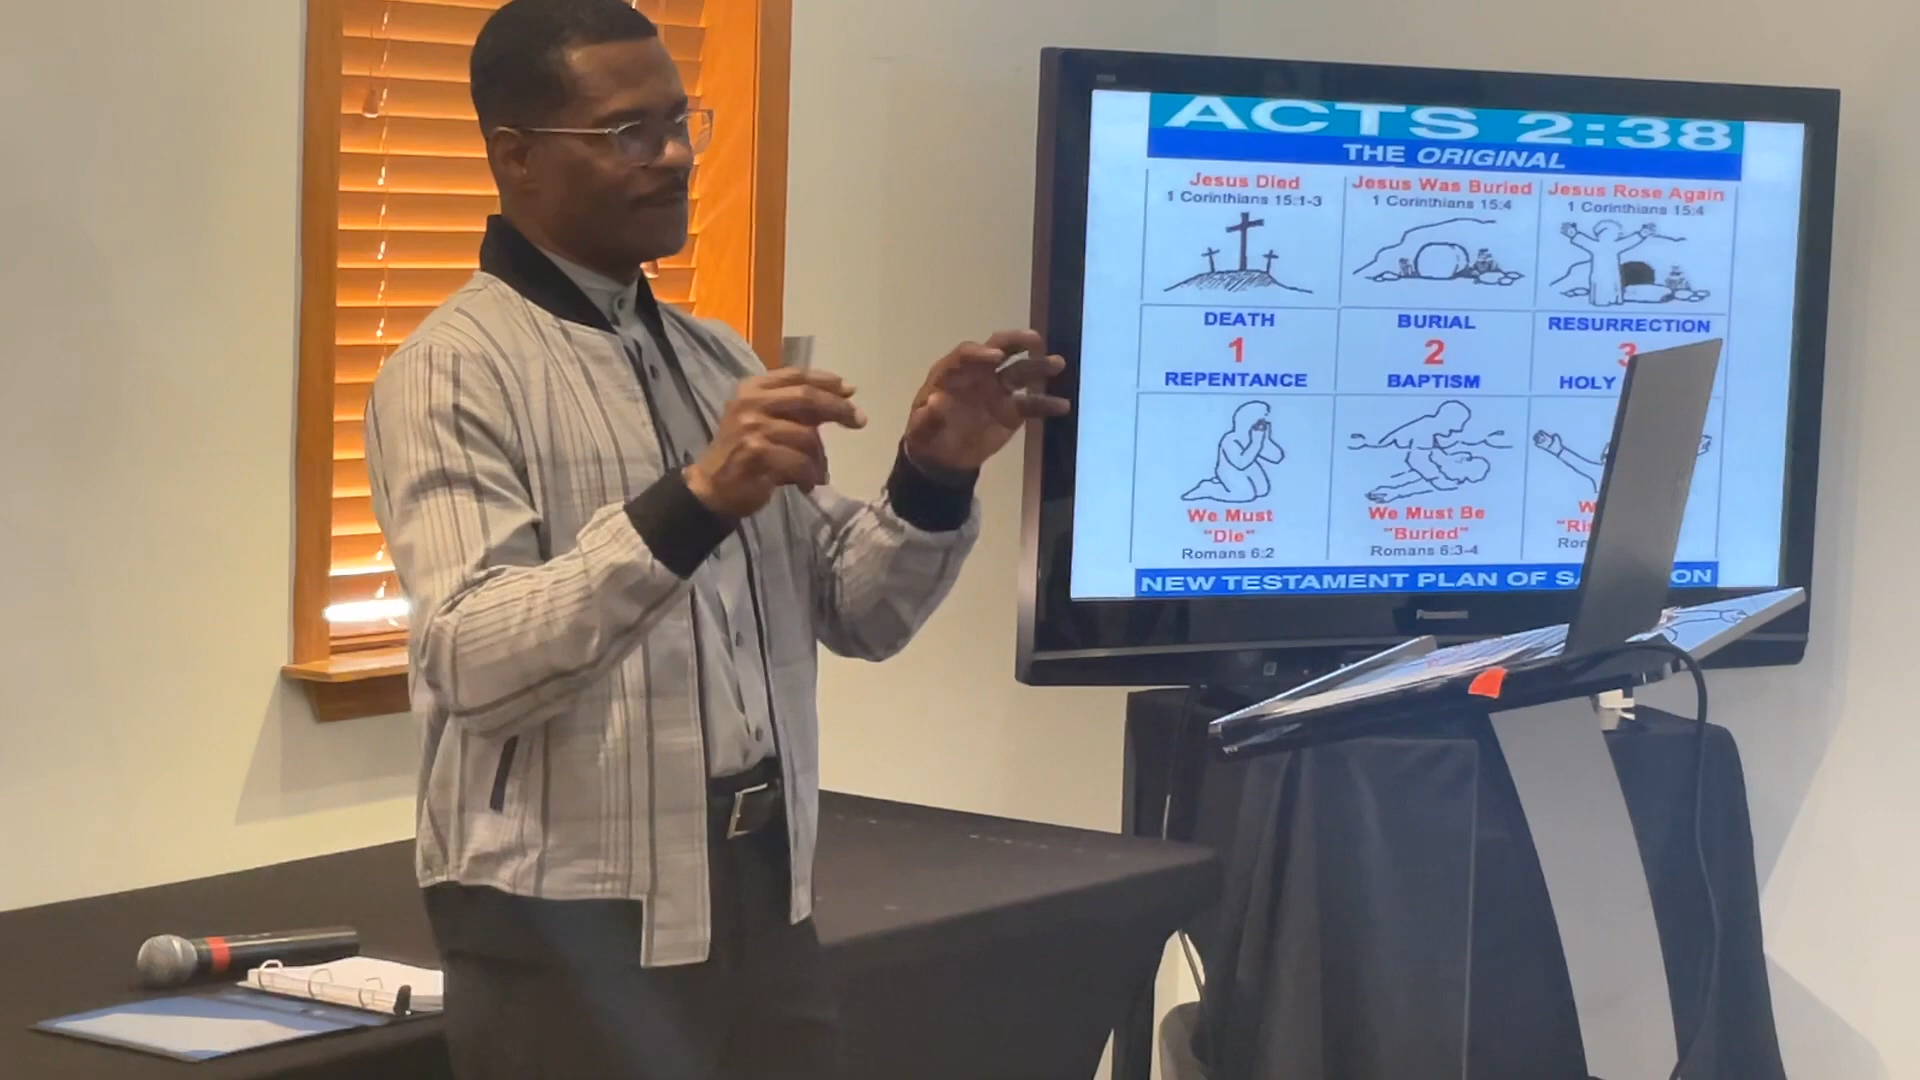 ACTS 2:38
THE ORIGINAL
Jesus Died
1 Corinthians 15:1-3
Jesus Was Buried
1 Corinthians 15:4
Jesus Rose Again
1 Corinthians 15:4
DEATH
1
REPENTANCE
BURIAL
2
BAPTISM
RESURRECTION
3
HOLY
We Must
"Die"
Romans 6:2
We Must Be
"Buried"
Romans 6:3-4
NEW TESTAMENT PLAN OF
Panasonic